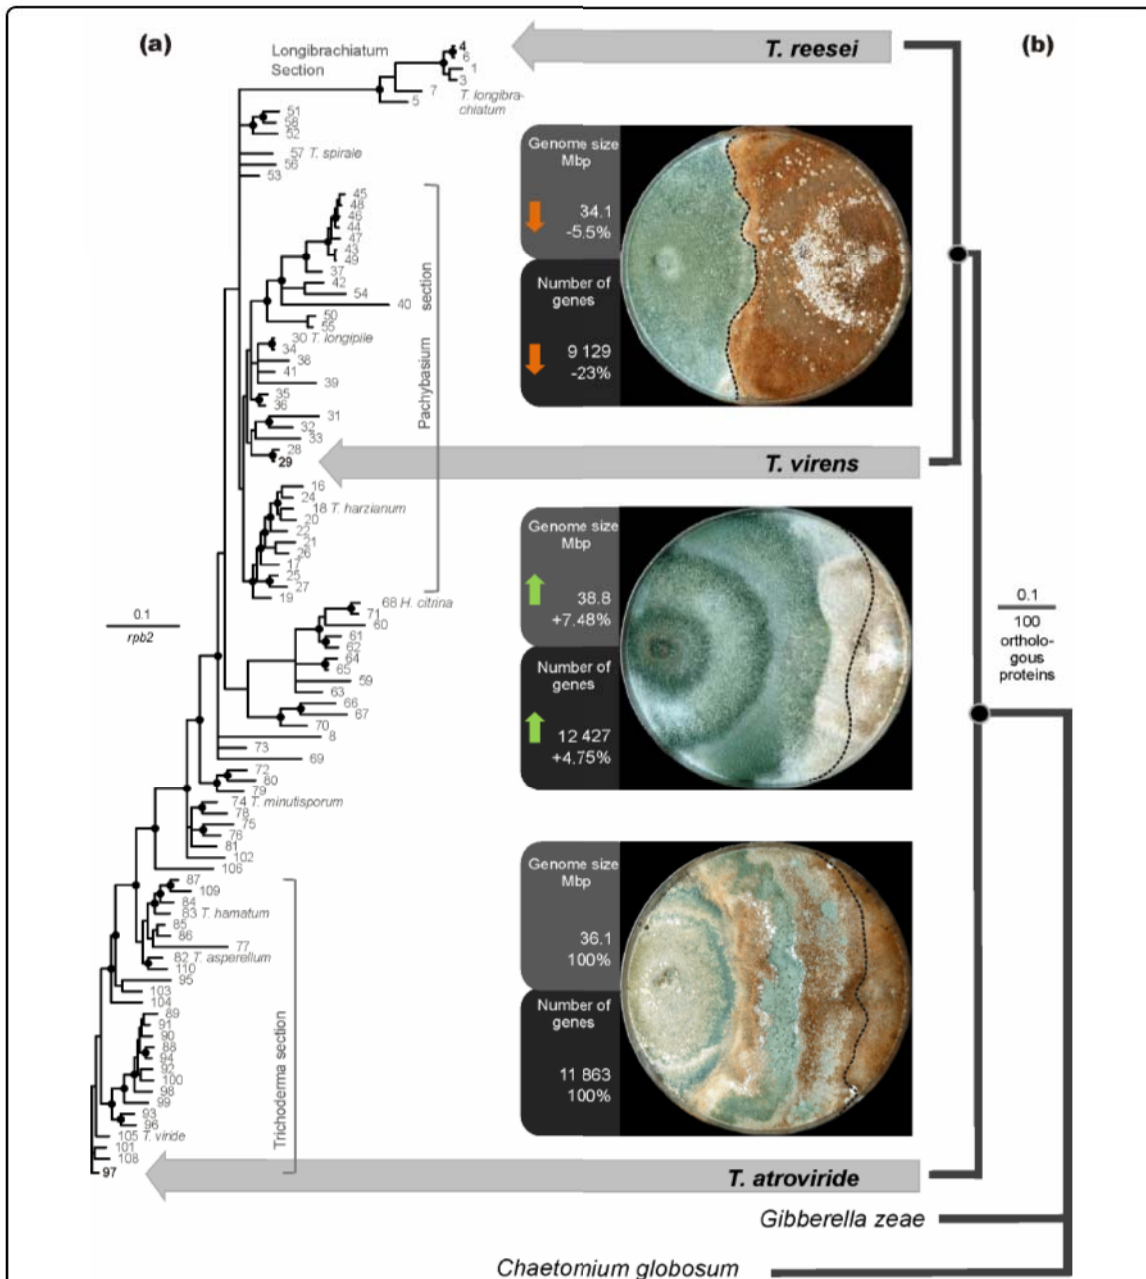 (a)
Longibrachiatum
Section
4
6
1
3
7
T. longibra-
chiatum
5
51
58
52
57 T. spirale
56
53
45
48
46
44
47
43
49
37
42
54
40
50
55
30 T. longipile
34
38
41
39
35
36
31
32
33
28
29
16
24
18 T. harzianum
20
22
21
26
17
25
27
19
Pachybasium section
68 H. citrina
71
60
61
62
64
65
59
63
66
67
70
8
73
69
72
80
79
74 T. minutisporum
78
75
76
81
102
106
0.1
rpb2
87
109
84
83 T. hamatum
85
86
77
82 T. asperellum
110
95
103
104
89
91
90
88
94
92
100
98
99
93
96
105 T. viride
101
108
97
Trichoderma section
(b)
T. reesei
Genome size
Mbp
34.1
-5.5%
Number of
genes
9 129
-23%
T. virens
Genome size
Mbp
38.8
+7.48%
Number of
genes
12 427
+4.75%
0.1
100
ortholo-
gous
proteins
Genome size
Mbp
36.1
100%
Number of
genes
11 863
100%
T. atroviride
Gibberella zeae
Chaetomium globosum